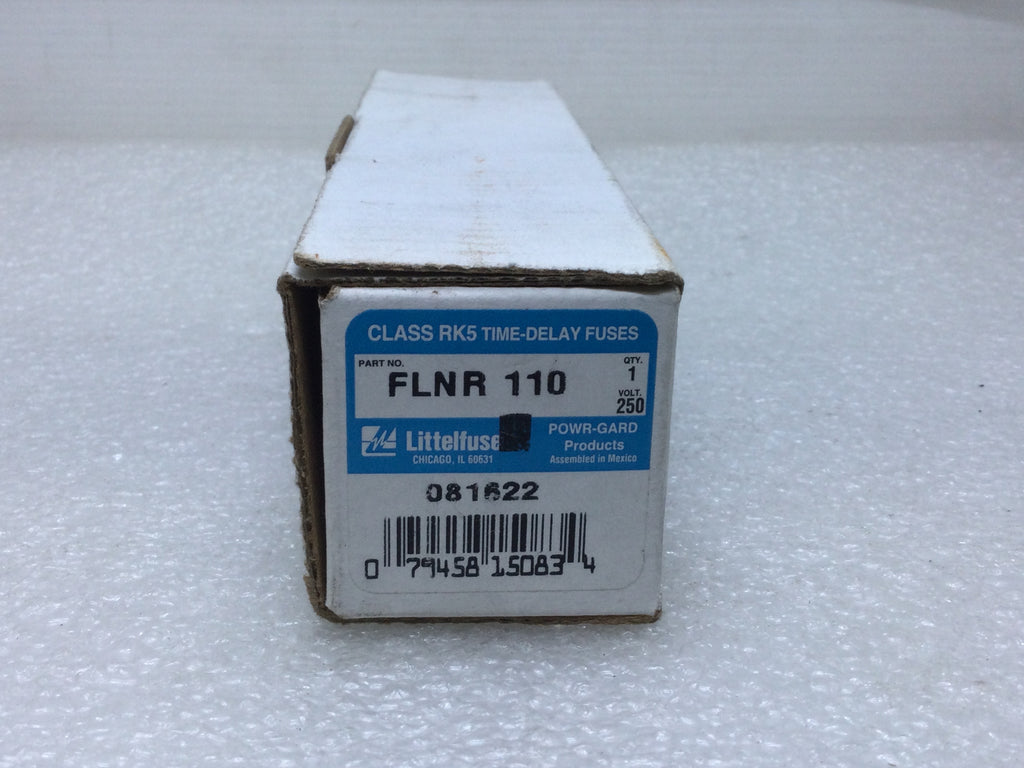 CLASS RK5 TIME-DELAY FUSES
PART NO.
FLNR 110
QTY.
1
VOLT.
250
Littelfuse
CHICAGO, IL 60631
POWR-GARD
Products
Assembled in Mexico
081622
0 79458 15083 4